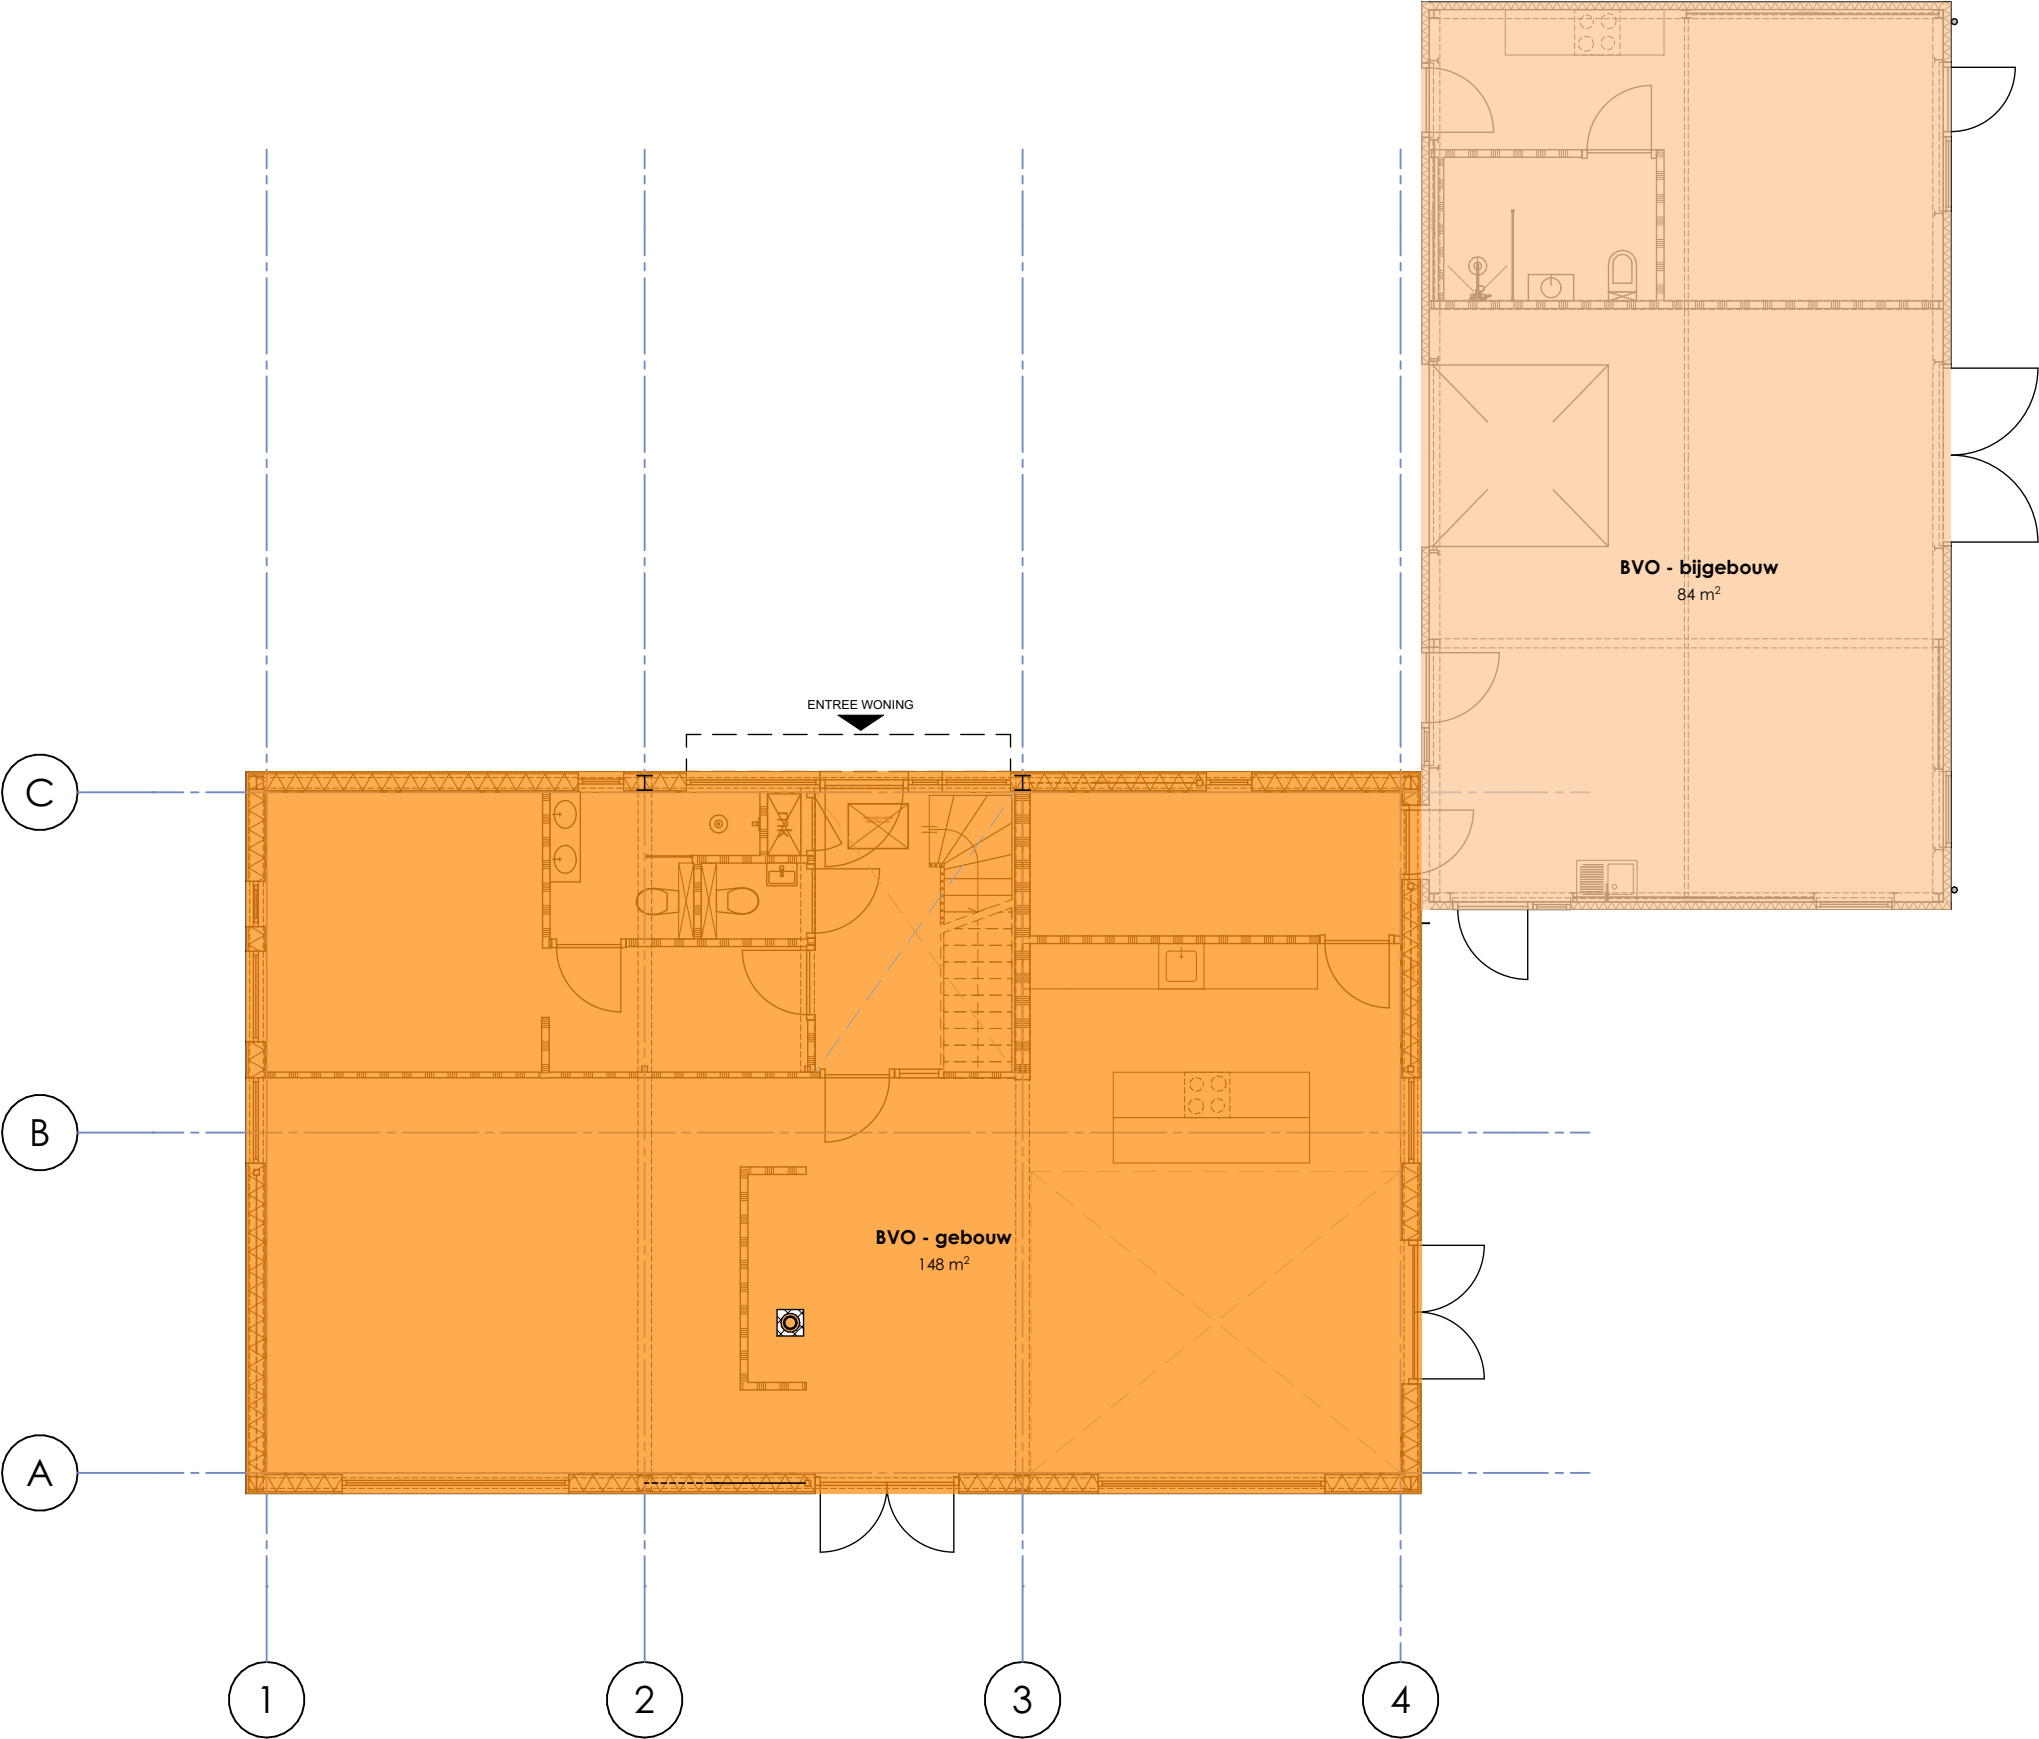 BVO - bijgebouw
84 m²
ENTREE WONING
C
B
BVO - gebouw
148 m²
A
1
2
3
4